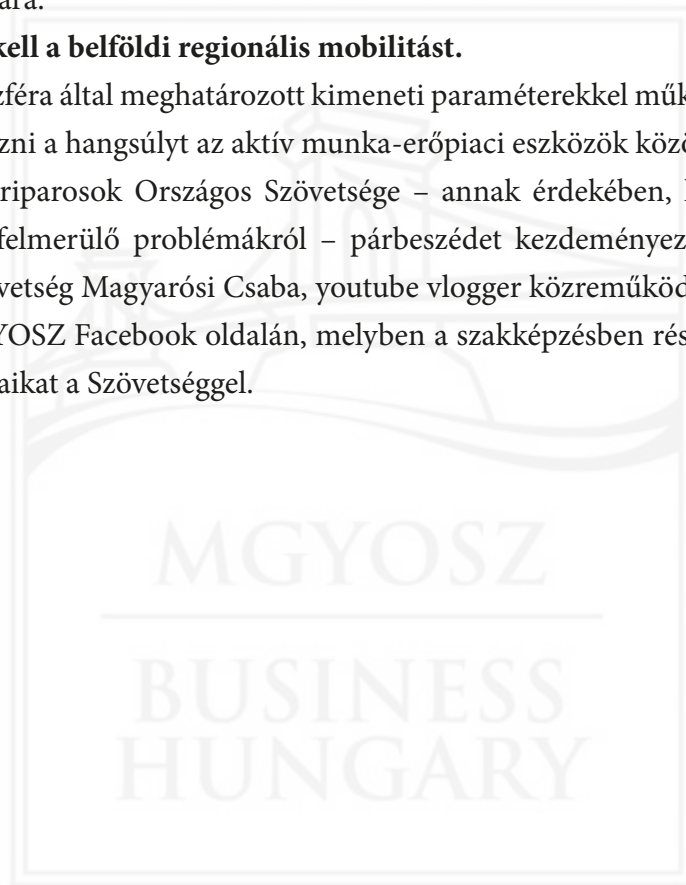 ára.
kell a belföldi regionális mobilitást.
zféra által meghatározott kimeneti paraméterekkel műk
zni a hangsúlyt az aktív munka-erőpiaci eszközök közö
riparosok Országos Szövetsége – annak érdekében, h
felmerülő problémákról – párbeszédet kezdeményez
vetség Magyarósi Csaba, youtube vlogger közreműköd
YOSZ Facebook oldalán, melyben a szakképzésben rés
aikat a Szövetséggel.
MGYOSZ
BUSINESS
HUNGARY